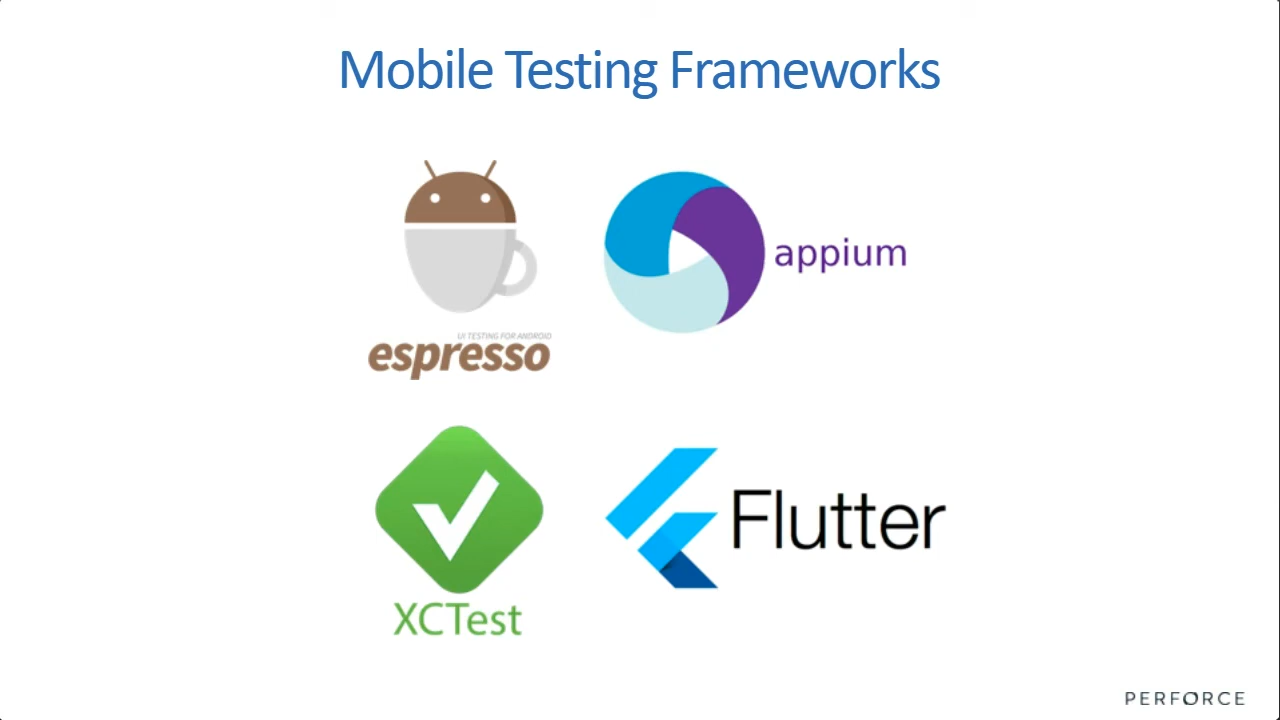 Mobile Testing Frameworks
UI TESTING FOR ANDROID
espresso
appium
XCTest
Flutter
PERFORCE